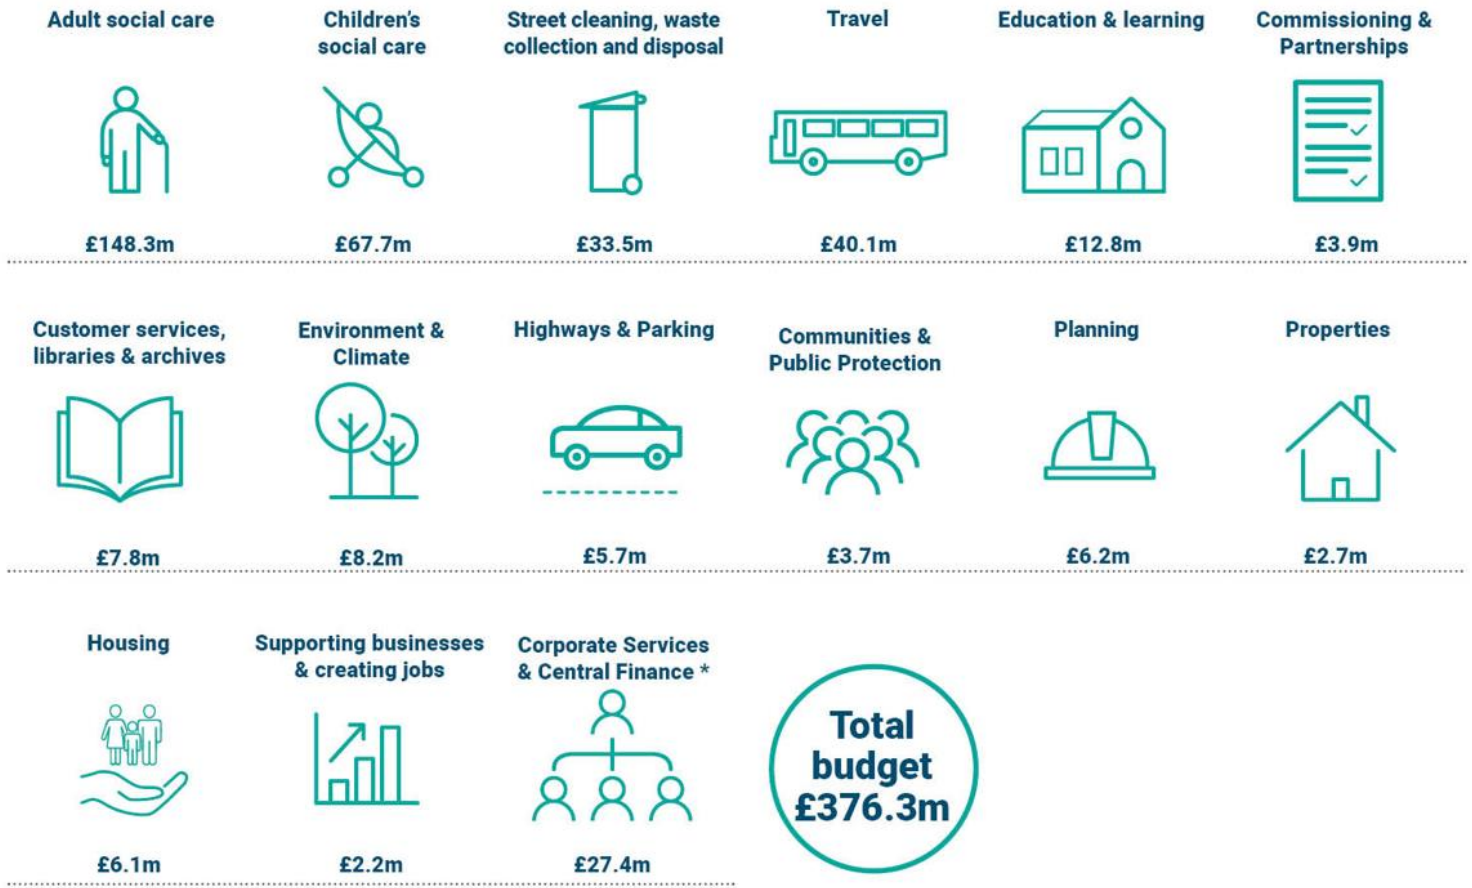 Adult social care
£148.3m
Children's
social care
£67.7m
Street cleaning, waste
collection and disposal
£33.5m
Travel
£40.1m
Education & learning
£12.8m
Commissioning &
Partnerships
£3.9m
Customer services,
libraries & archives
£7.8m
Environment &
Climate
£8.2m
Highways & Parking
£5.7m
Communities &
Public Protection
£3.7m
Planning
£6.2m
Properties
£2.7m
Housing
£6.1m
Supporting businesses
& creating jobs
£2.2m
Corporate Services
& Central Finance *
£27.4m
Total
budget
£376.3m